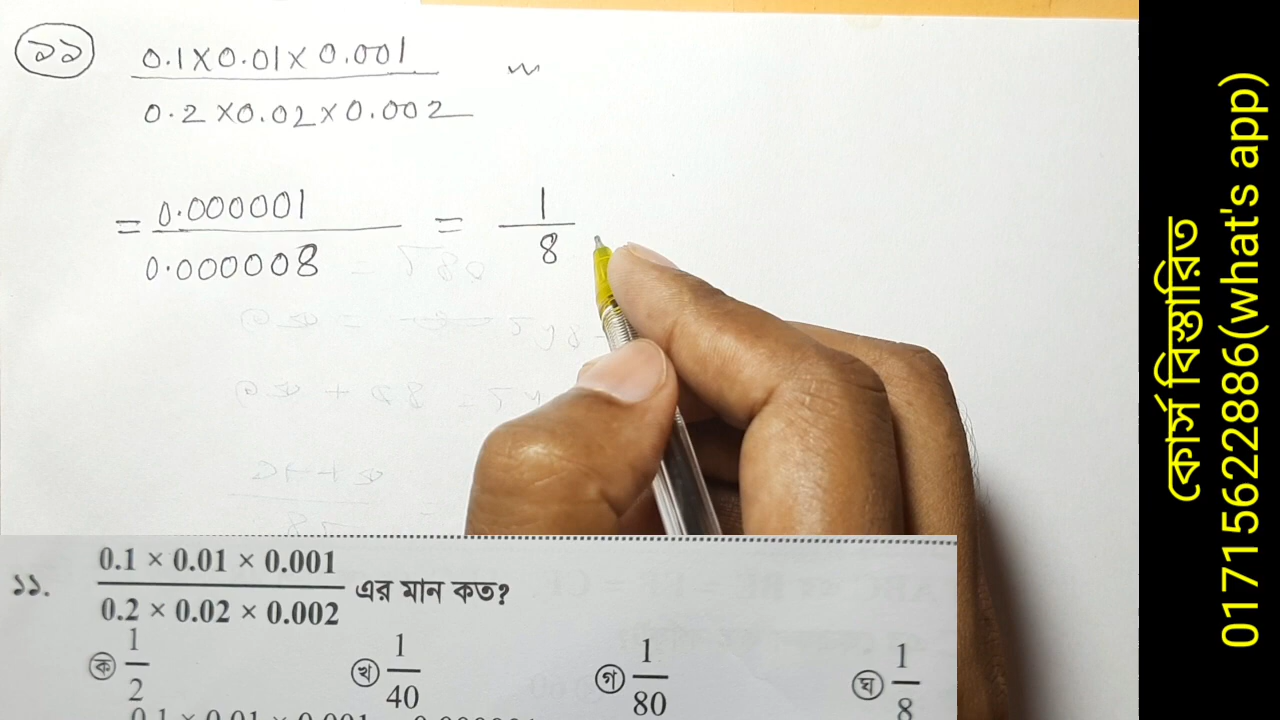 ১১
0.1×0.01×0.001
0.2×0.02×0.002
= 0.000001 / 0.000008 = 1/8
১১. 0.1 × 0.01 × 0.001 / 0.2 × 0.02 × 0.002 এর মান কত?
ক 1/2 খ 1/40 গ 1/80 ঘ 1/8
কোর্স বিস্তারিত
01715622886(what's app)